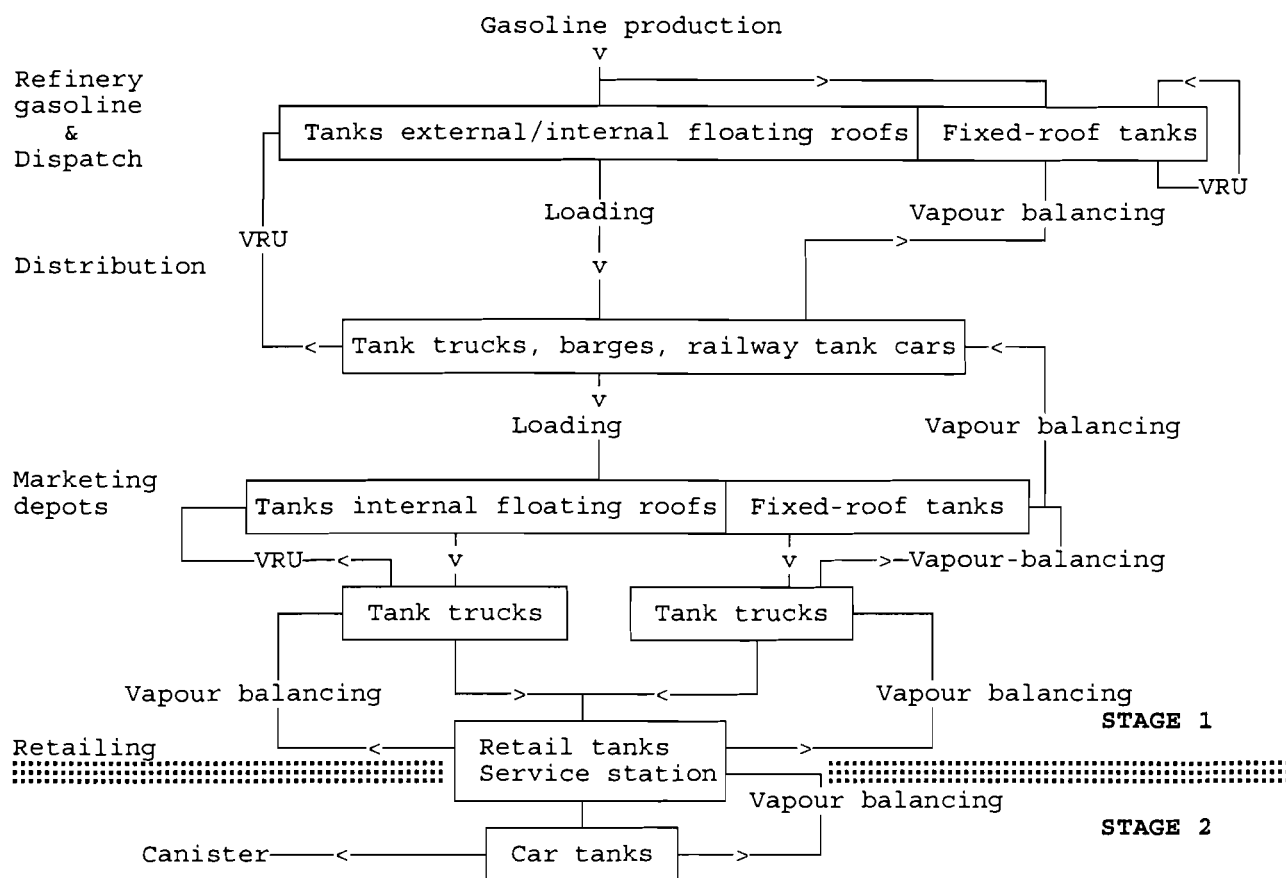 Gasoline production
v
Refinery
gasoline
&
Dispatch
>
<
Tanks external/internal floating roofs
Fixed-roof tanks
VRU
Loading
Vapour balancing
VRU
>
Distribution
v
<
Tank trucks, barges, railway tank cars
<
v
Loading
Vapour balancing
Marketing
depots
Tanks internal floating roofs
Fixed-roof tanks
VRU
<
v
v
>
Vapour-balancing
Tank trucks
Tank trucks
Vapour balancing
>
<
Vapour balancing
STAGE 1
Retailing
<
Retail tanks
Service station
>
Vapour balancing
STAGE 2
Canister
<
Car tanks
>